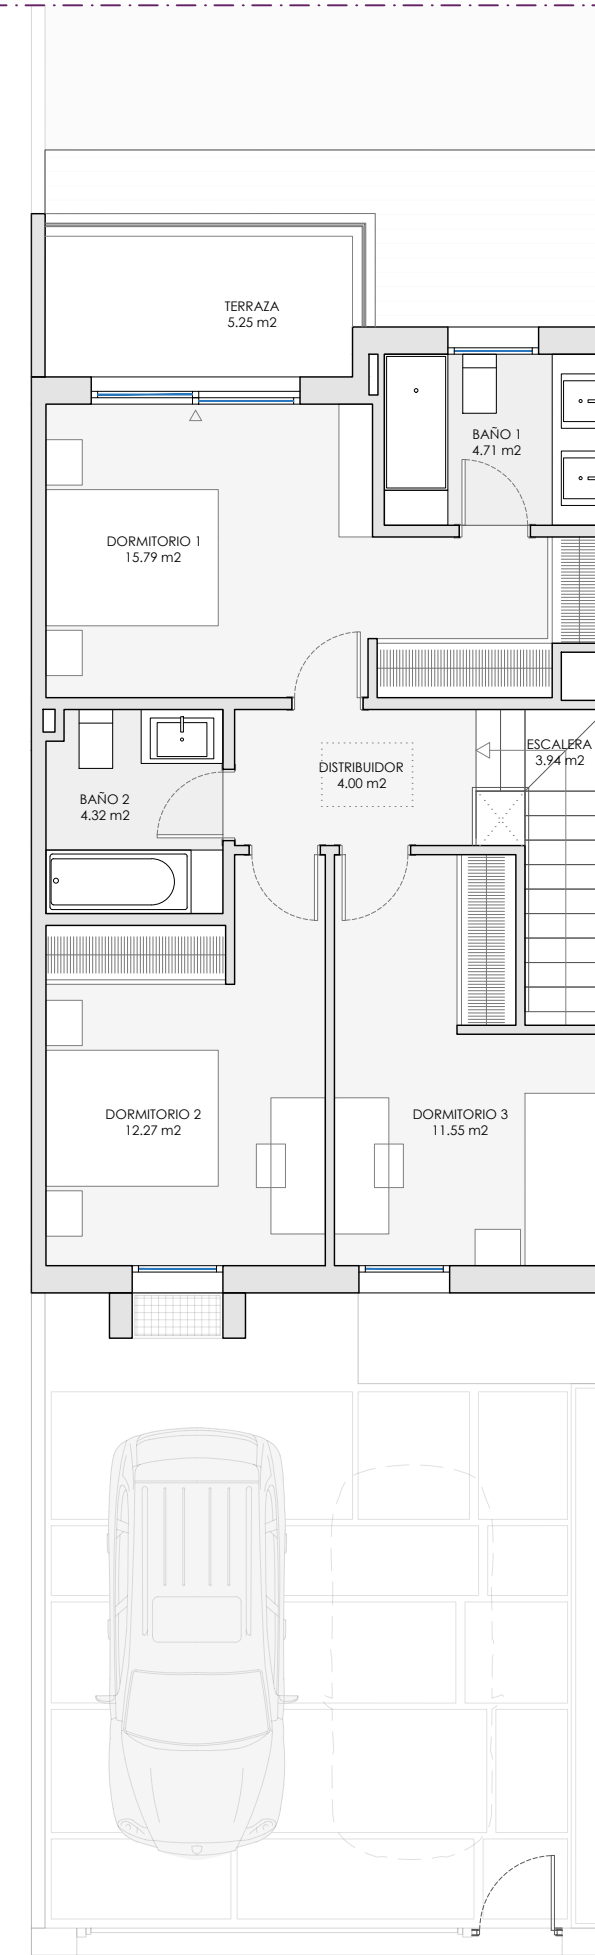 TERRAZA
5.25 m2
BAÑO 1
4.71 m2
DORMITORIO 1
15.79 m2
DISTRIBUIDOR
4.00 m2
ESCALERA
3.94 m2
BAÑO 2
4.32 m2
DORMITORIO 2
12.27 m2
DORMITORIO 3
11.55 m2